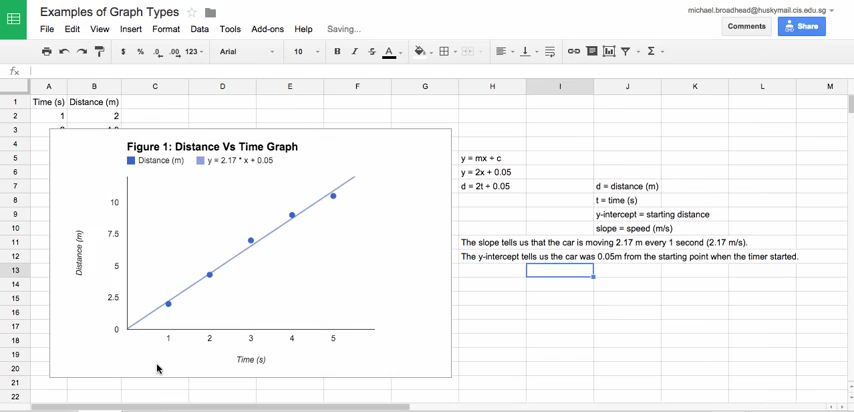 Examples of Graph Types
michael.broadhead@huskymail.cis.edu.sg
File Edit View Insert Format Data Tools Add-ons Help Saving...
Comments
Share
$ % .0 .00 123 Arial 10 B I S A
fx
A B C D E F G H I J K L M
1 Time (s) Distance (m)
2 1 2
3
4
5 y = mx + c
6 y = 2x + 0.05
7 d = 2t + 0.05 d = distance (m)
8 t = time (s)
9 y-intercept = starting distance
10 slope = speed (m/s)
11 The slope tells us that the car is moving 2.17 m every 1 second (2.17 m/s).
12 The y-intercept tells us the car was 0.05m from the starting point when the timer started.
13
14
15
16
17
18
19
20
21
22
Figure 1: Distance Vs Time Graph
Distance (m) y = 2.17 * x + 0.05
Distance (m)
10
7.5
5
2.5
0
1 2 3 4 5
Time (s)